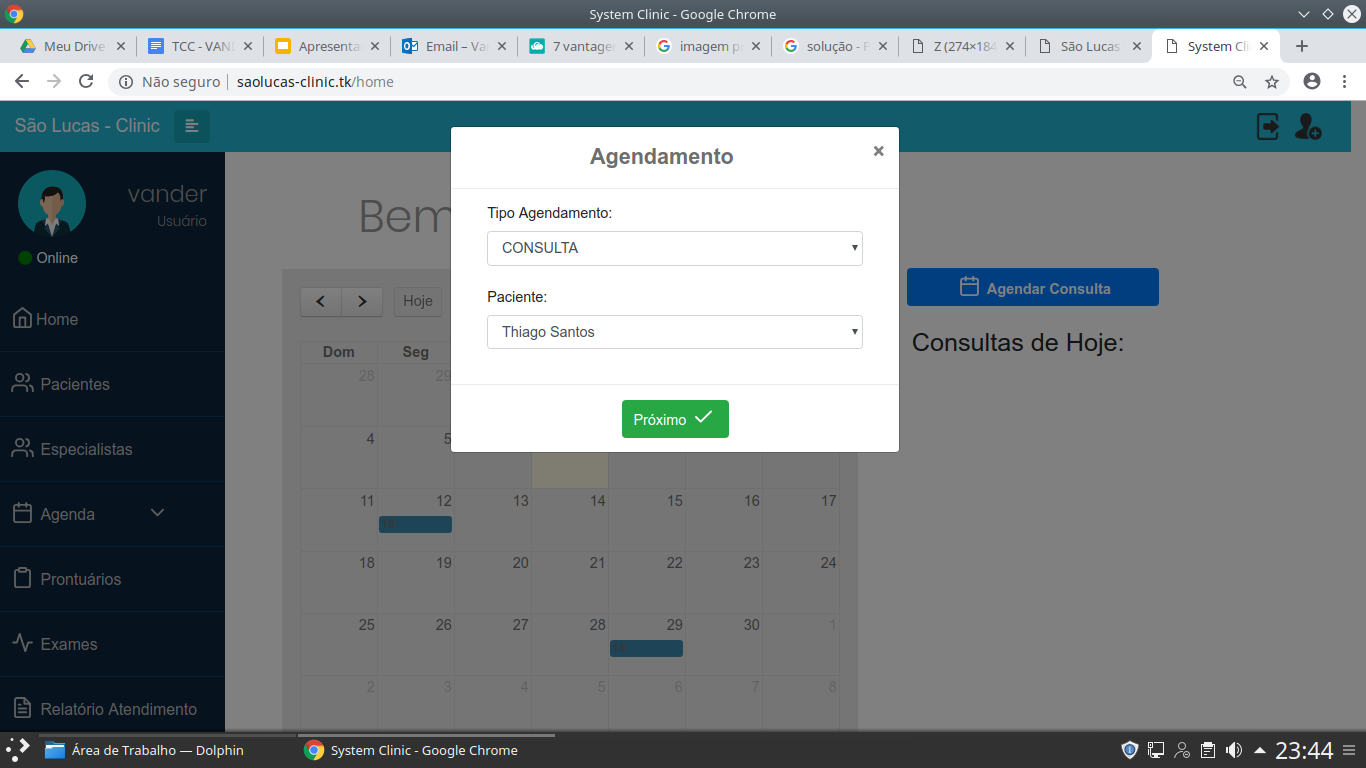 System Clinic - Google Chrome
Meu Drive
TCC - VAN
Apresenta
Email – Va
7 vantage
imagem p
solução - P
Z (274×184
São Lucas
System Cli
Não seguro
saolucas-clinic.tk/home
São Lucas - Clinic
vander
Usuário
Online
Home
Pacientes
Especialistas
Agenda
Prontuários
Exames
Relatório Atendimento
Bem
Hoje
Dom Seg
28 29
4 5
11 12 13 14 15 16 17
18 19 20 21 22 23 24
25 26 27 28 29 30 1
2 3 4 5 6 7 8
Agendamento
×
Tipo Agendamento:
CONSULTA
Paciente:
Thiago Santos
Próximo
Agendar Consulta
Consultas de Hoje:
Área de Trabalho — Dolphin
System Clinic - Google Chrome
23:44